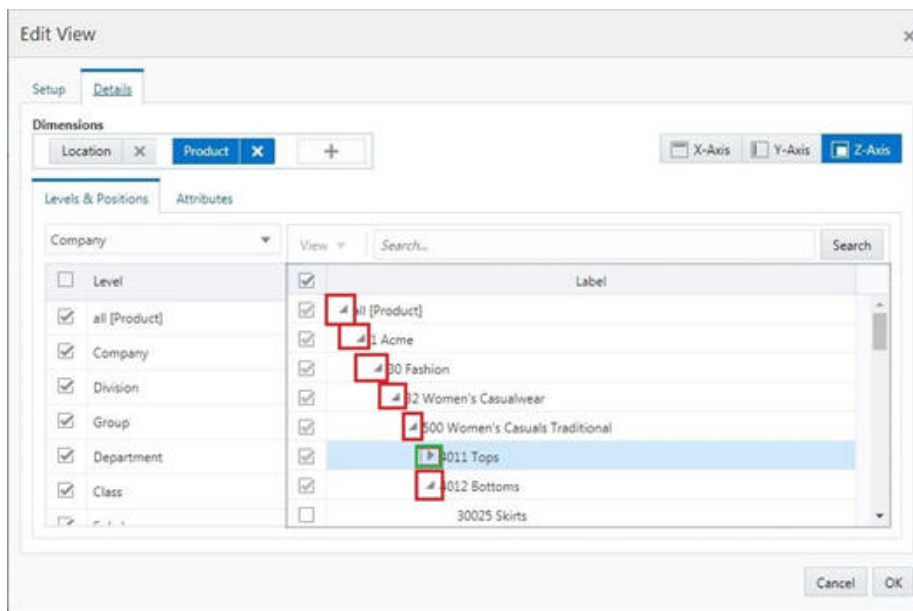 Edit View
Setup Details
Dimensions
Location Product
X-Axis Y-Axis Z-Axis
Levels & Positions Attributes
Company
View Search... Search
Level
all [Product]
Company
Division
Group
Department
Class
Label
all [Product]
1 Acme
30 Fashion
32 Women's Casualwear
500 Women's Casuals Traditional
4011 Tops
4012 Bottoms
30025 Skirts
Cancel OK